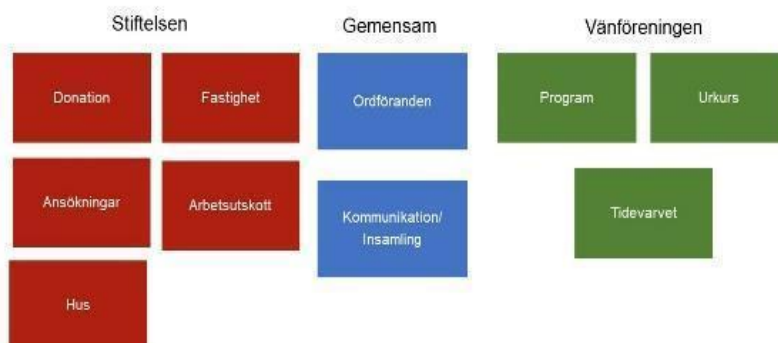 Stiftelsen
Gemensam
Vänföreningen
Donation
Fastighet
Ordföranden
Program
Urkurs
Ansökningar
Arbetsutskott
Kommunikation/
Insamling
Tidevarvet
Hus